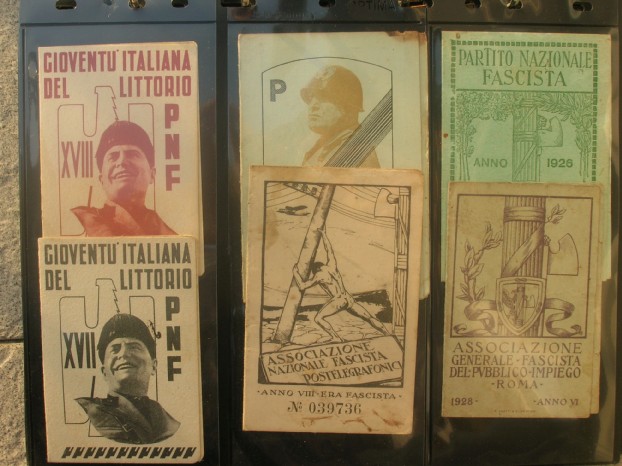 GIOVENTU' ITALIANA
DEL LITTORIO
XVIII
PNF
GIOVENTU' ITALIANA
DEL LITTORIO
XVII
PNF
P
ASSOCIAZIONE
NAZIONALE FASCISTA
POSTELEGRAFONICI
·ANNO VIII·ERA FASCISTA·
No 039736
PARTITO NAZIONALE
FASCISTA
ANNO 1928
ASSOCIAZIONE
GENERALE·FASCISTA
DEL·PVBBLICO·IMPIEGO
-ROMA-
1928 - -ANNO VI